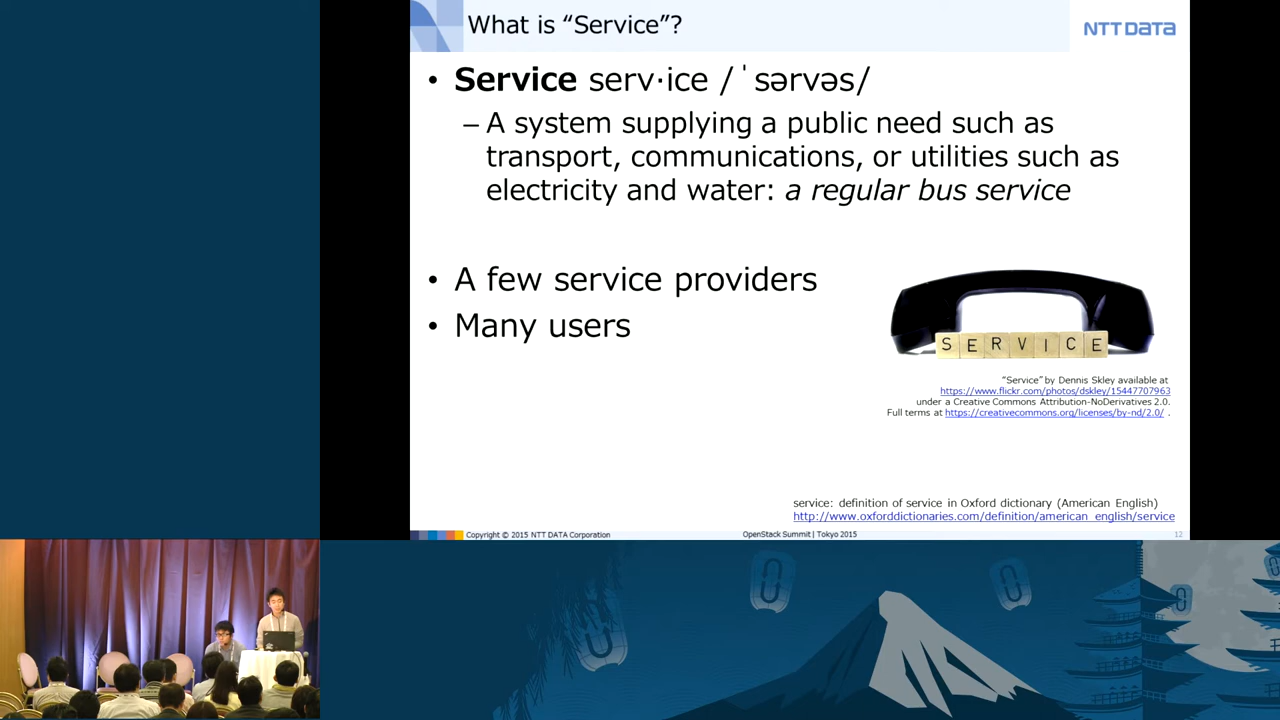 What is “Service”?
NTT DATA
• Service serv·ice /ˈsərvəs/
– A system supplying a public need such as
transport, communications, or utilities such as
electricity and water: a regular bus service
• A few service providers
• Many users
SERVICE
“Service” by Dennis Skley available at
https://www.flickr.com/photos/dskley/15447707963
under a Creative Commons Attribution-NoDerivatives 2.0.
Full terms at https://creativecommons.org/licenses/by-nd/2.0/ .
service: definition of service in Oxford dictionary (American English)
http://www.oxforddictionaries.com/definition/american_english/service
Copyright © 2015 NTT DATA Corporation
OpenStack Summit | Tokyo 2015
12